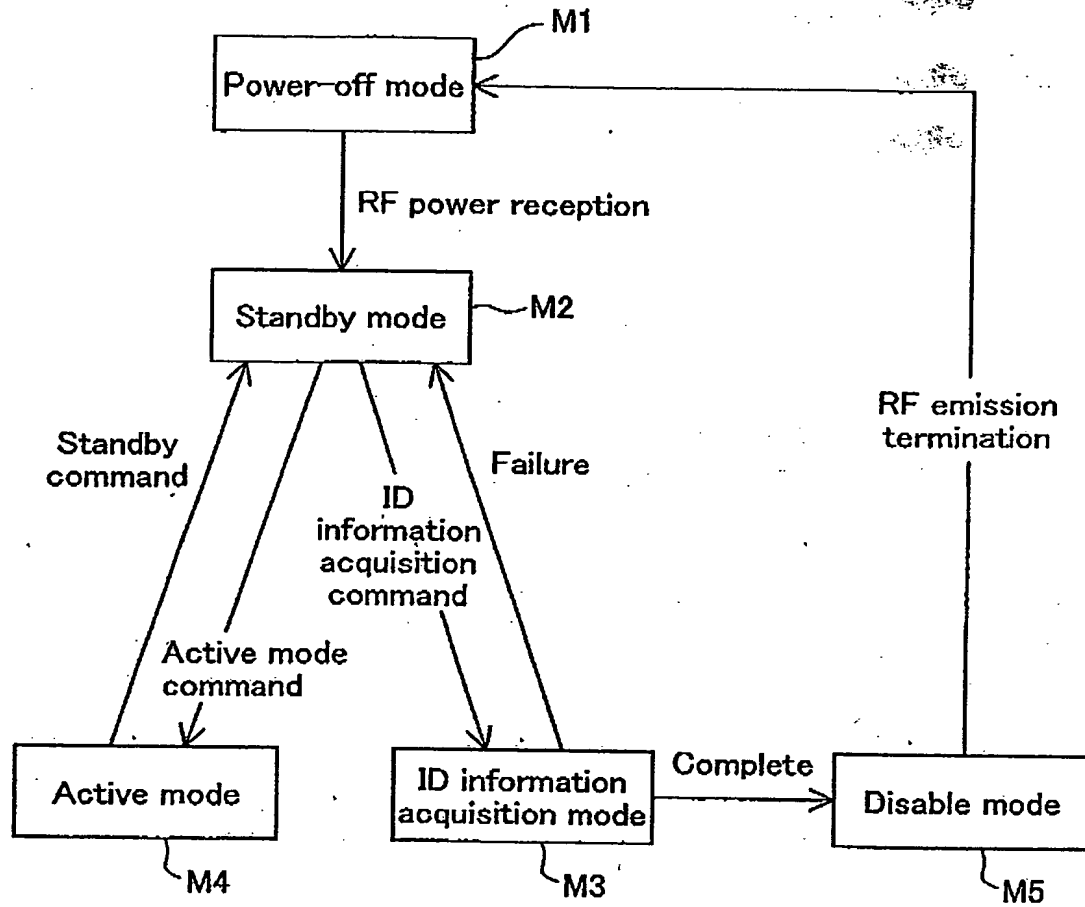 M1
Power-off mode
RF power reception
Standby mode
M2
Standby
command
ID
information
acquisition
command
Failure
RF emission
termination
Active mode
command
Active mode
ID information
acquisition mode
Complete
Disable mode
M4
M3
M5